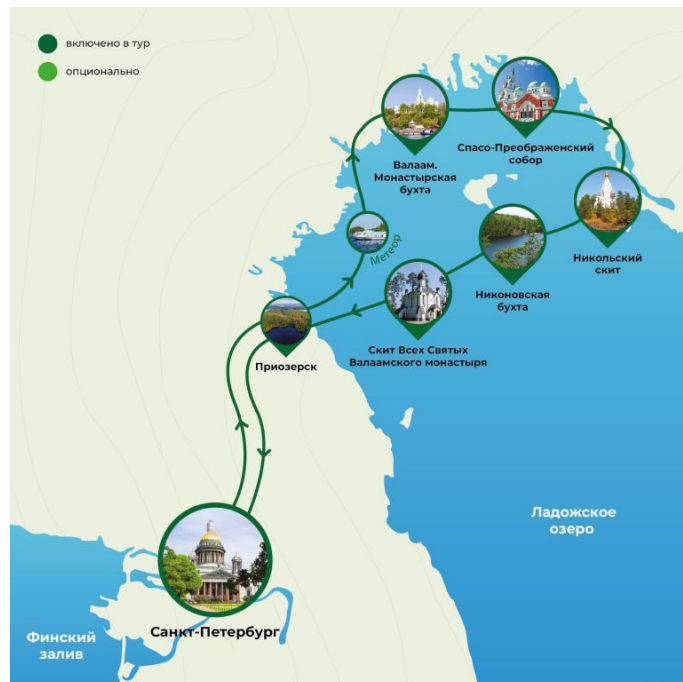 включено в тур
опционально
Валаам.
Монастырская
бухта
Спасо-Преображенский
собор
Метеор
Никольский
скит
Никоновская
бухта
Скит Всех Святых
Валаамского монастыря
Приозерск
Ладожское
озеро
Санкт-Петербург
Финский
залив